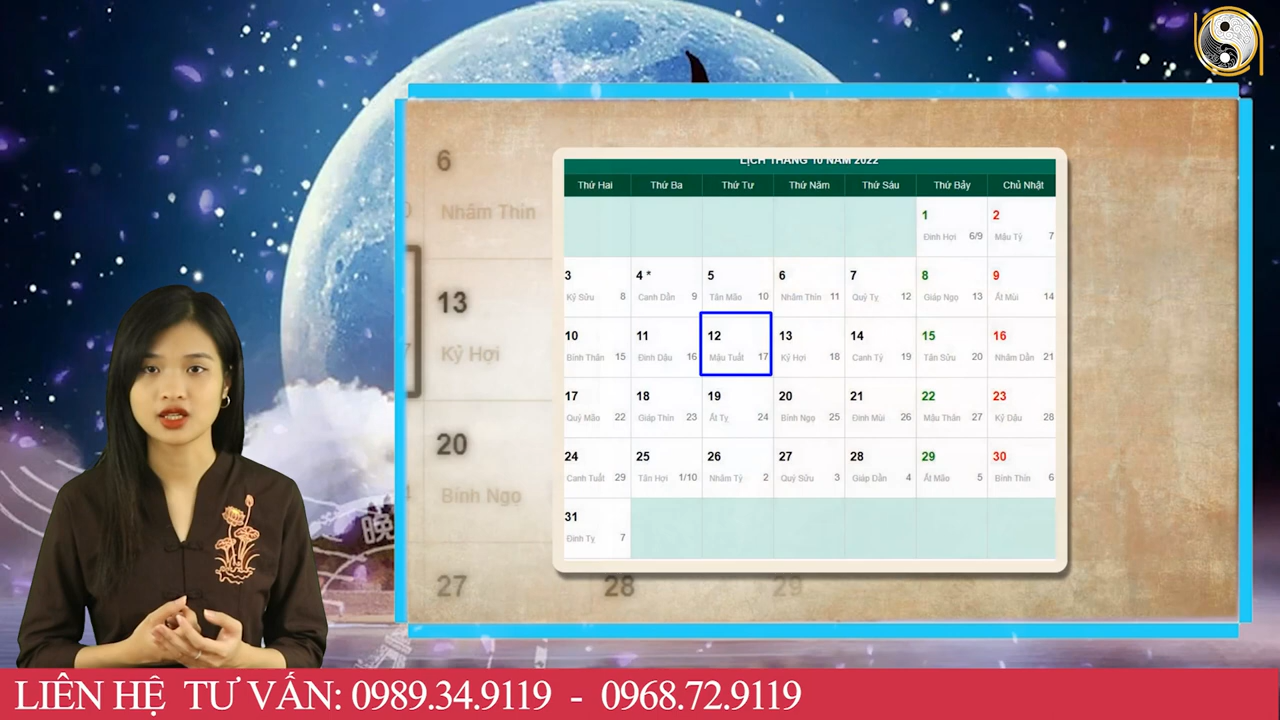 LỊCH THÁNG 10 NĂM 2022
Thứ Hai Thứ Ba Thứ Tư Thứ Năm Thứ Sáu Thứ Bảy Chủ Nhật
1 2
Đinh Hợi 6/9 Mậu Tý 7
3 4 * 5 6 7 8 9
Kỷ Sửu 8 Canh Dần 9 Tân Mão 10 Nhâm Thìn 11 Quý Tỵ 12 Giáp Ngọ 13 Ất Mùi 14
10 11 12 13 14 15 16
Bính Thân 15 Đinh Dậu 16 Mậu Tuất 17 Kỷ Hợi 18 Canh Tý 19 Tân Sửu 20 Nhâm Dần 21
17 18 19 20 21 22 23
Quý Mão 22 Giáp Thìn 23 Ất Tỵ 24 Bính Ngọ 25 Đinh Mùi 26 Mậu Thân 27 Kỷ Dậu 28
24 25 26 27 28 29 30
Canh Tuất 29 Tân Hợi 1/10 Nhâm Tý 2 Quý Sửu 3 Giáp Dần 4 Ất Mão 5 Bính Thìn 6
31
Đinh Tỵ 7
6
Nhâm Thìn
13
Kỷ Hợi
20
Bính Ngọ
27 28 29
晚
LIÊN HỆ TƯ VẤN: 0989.34.9119 - 0968.72.9119